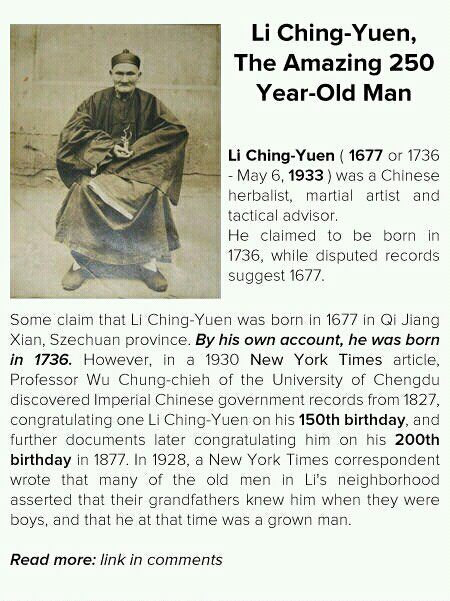 Li Ching-Yuen,
The Amazing 250
Year-Old Man
Li Ching-Yuen ( 1677 or 1736
- May 6, 1933 ) was a Chinese
herbalist, martial artist and
tactical advisor.
He claimed to be born in
1736, while disputed records
suggest 1677.
Some claim that Li Ching-Yuen was born in 1677 in Qi Jiang
Xian, Szechuan province. By his own account, he was born
in 1736. However, in a 1930 New York Times article,
Professor Wu Chung-chieh of the University of Chengdu
discovered Imperial Chinese government records from 1827,
congratulating one Li Ching-Yuen on his 150th birthday, and
further documents later congratulating him on his 200th
birthday in 1877. In 1928, a New York Times correspondent
wrote that many of the old men in Li's neighborhood
asserted that their grandfathers knew him when they were
boys, and that he at that time was a grown man.
Read more: link in comments